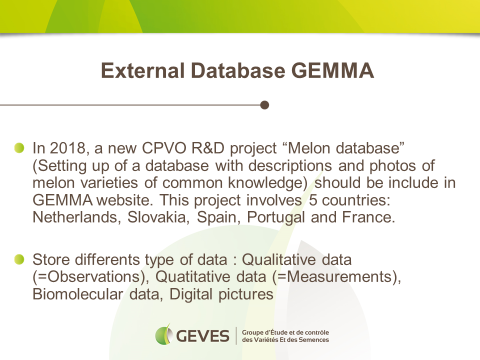 External Database GEMMA
In 2018, a new CPVO R&D project “Melon database”
(Setting up of a database with descriptions and photos of
melon varieties of common knowledge) should be include in
GEMMA website. This project involves 5 countries:
Netherlands, Slovakia, Spain, Portugal and France.
Store differents type of data : Qualitative data
(=Observations), Quatitative data (=Measurements),
Biomolecular data, Digital pictures
GEVES
Groupe d'Étude et de contrôle
des Variétés Et des Semences